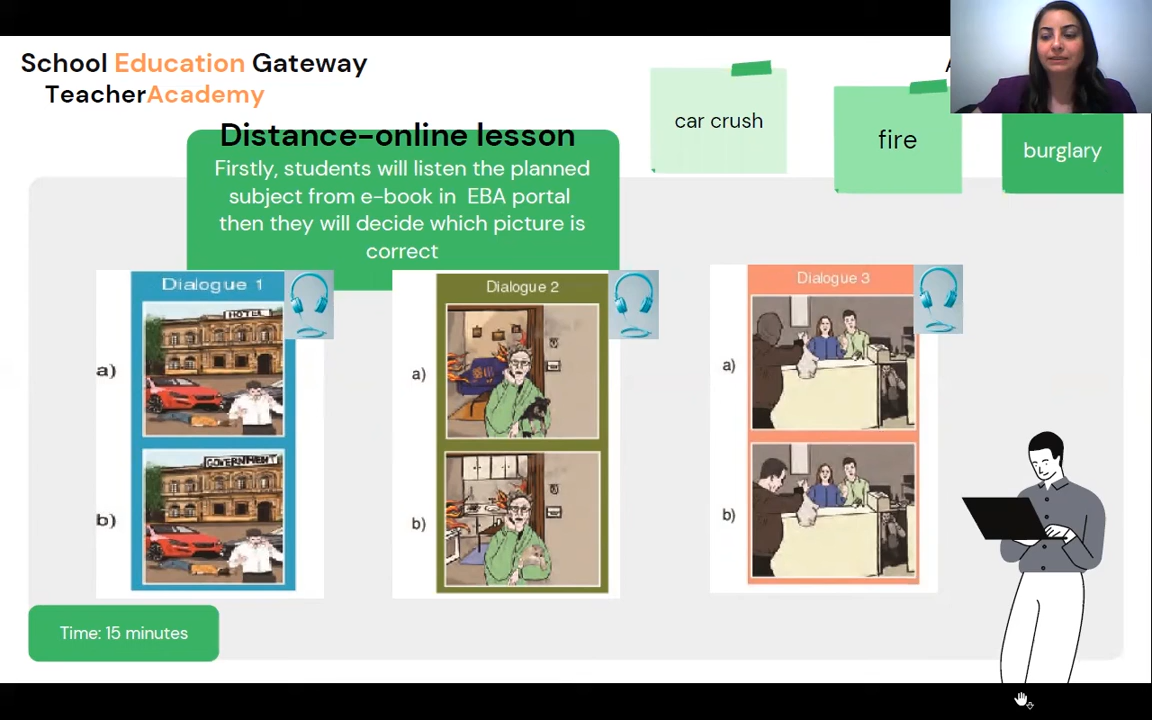 School Education Gateway
TeacherAcademy
car crush
fire
burglary
Distance-online lesson
Firstly, students will listen the planned
subject from e-book in EBA portal
then they will decide which picture is
correct
Dialogue 1
a)
HOTEL
b)
GOVERNMENT
Dialogue 2
a)
b)
Dialogue 3
a)
b)
Time: 15 minutes